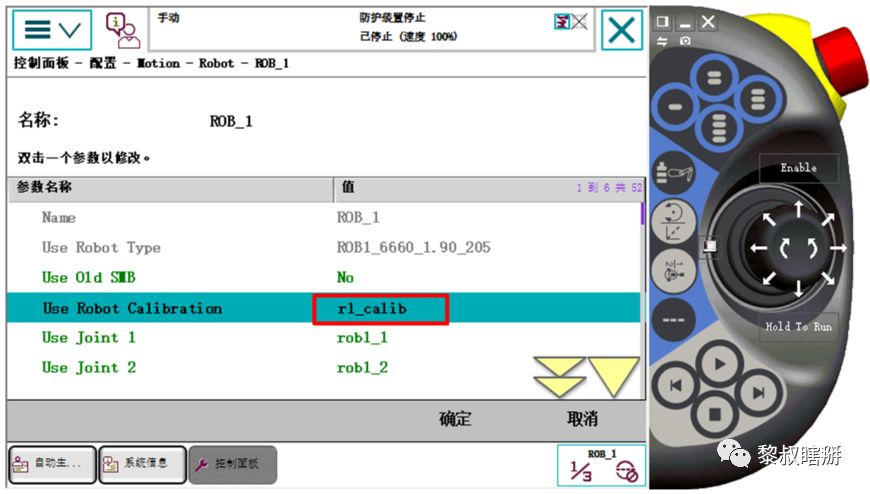 手动
防护装置停止
已停止 (速度 100%)
控制面板 - 配置 - Motion - Robot - ROB_1
名称: ROB_1
双击一个参数以修改。
参数名称 值 1 到 6 共 52
Name ROB_1
Use Robot Type ROB1_6660_1.90_205
Use Old SMB No
Use Robot Calibration r1_calib
Use Joint 1 rob1_1
Use Joint 2 rob1_2
确定 取消
自动生... 系统信息 控制面板
ROB_1
1/3
Enable
Hold To Run
黎叔瞎掰